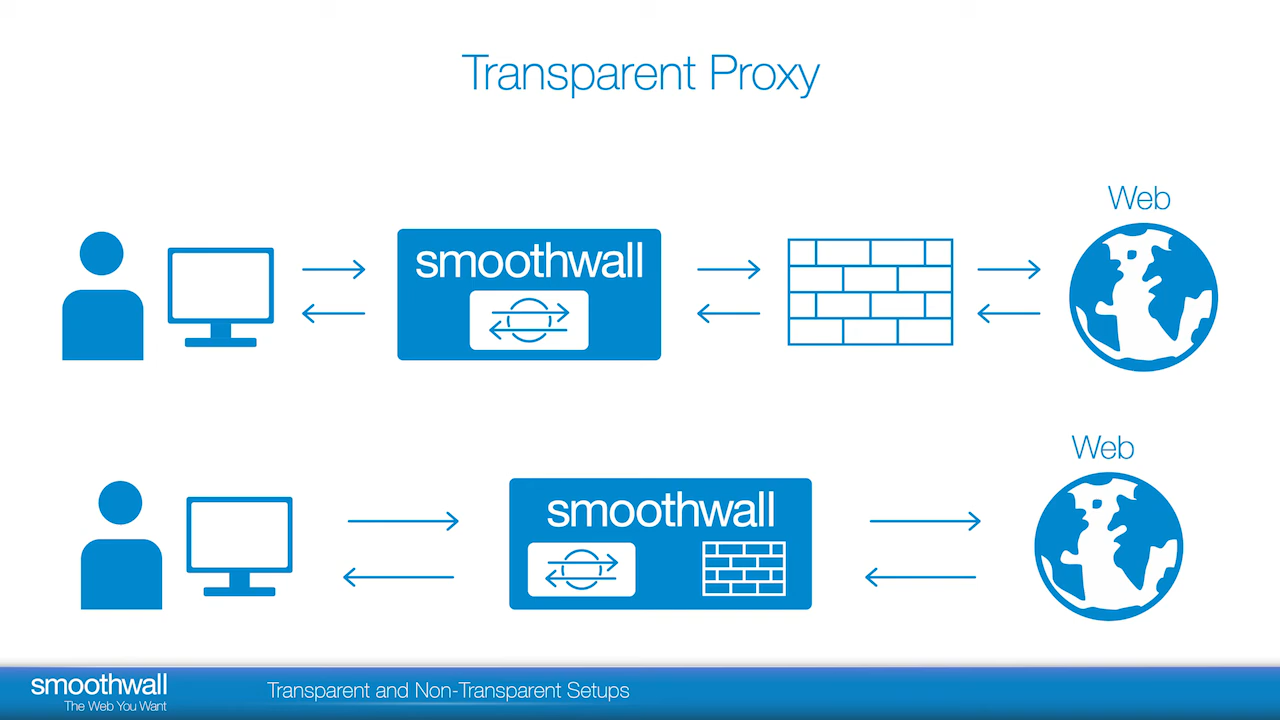 Transparent Proxy
Web
smoothwall
Web
smoothwall
smoothwall
The Web You Want
Transparent and Non-Transparent Setups